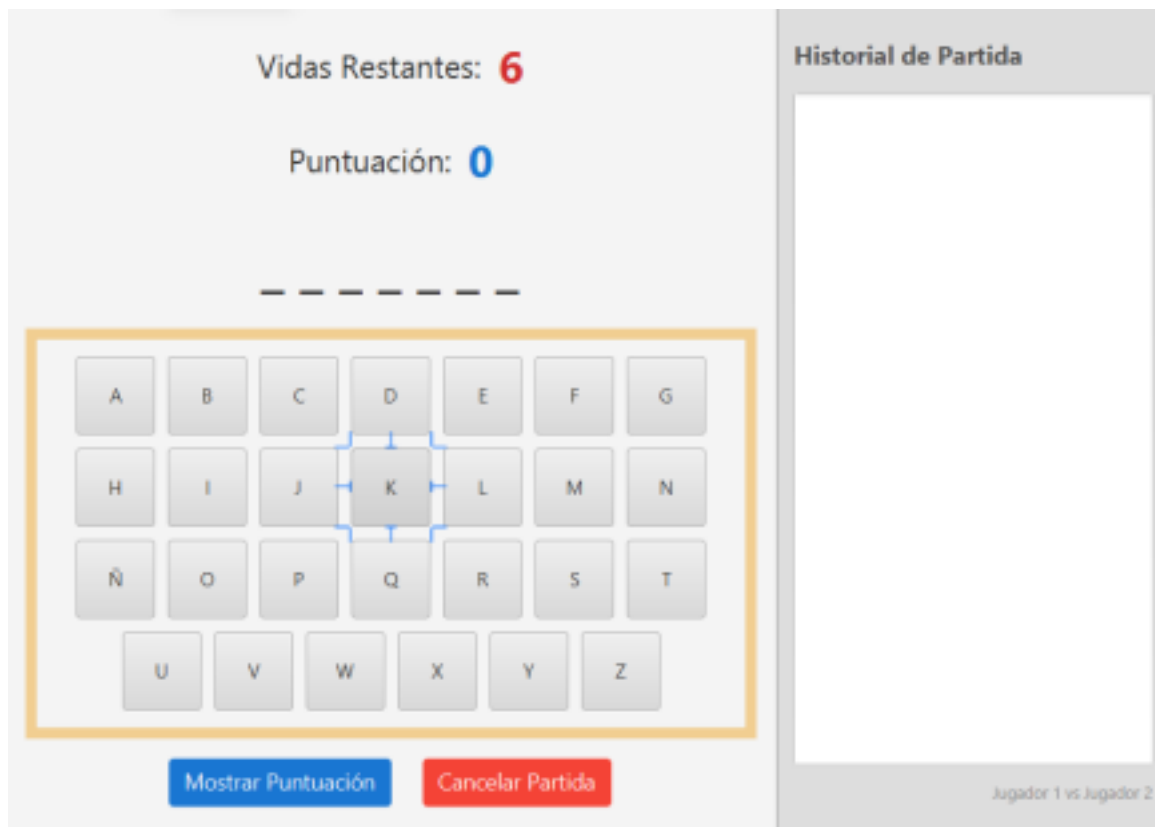 Vidas Restantes: 6
Puntuación: 0
_ _ _ _ _ _ _
A B C D E F G
H I J K L M N
Ñ O P Q R S T
U V W X Y Z
Mostrar Puntuación Cancelar Partida
Historial de Partida
Jugador 1 vs Jugador 2